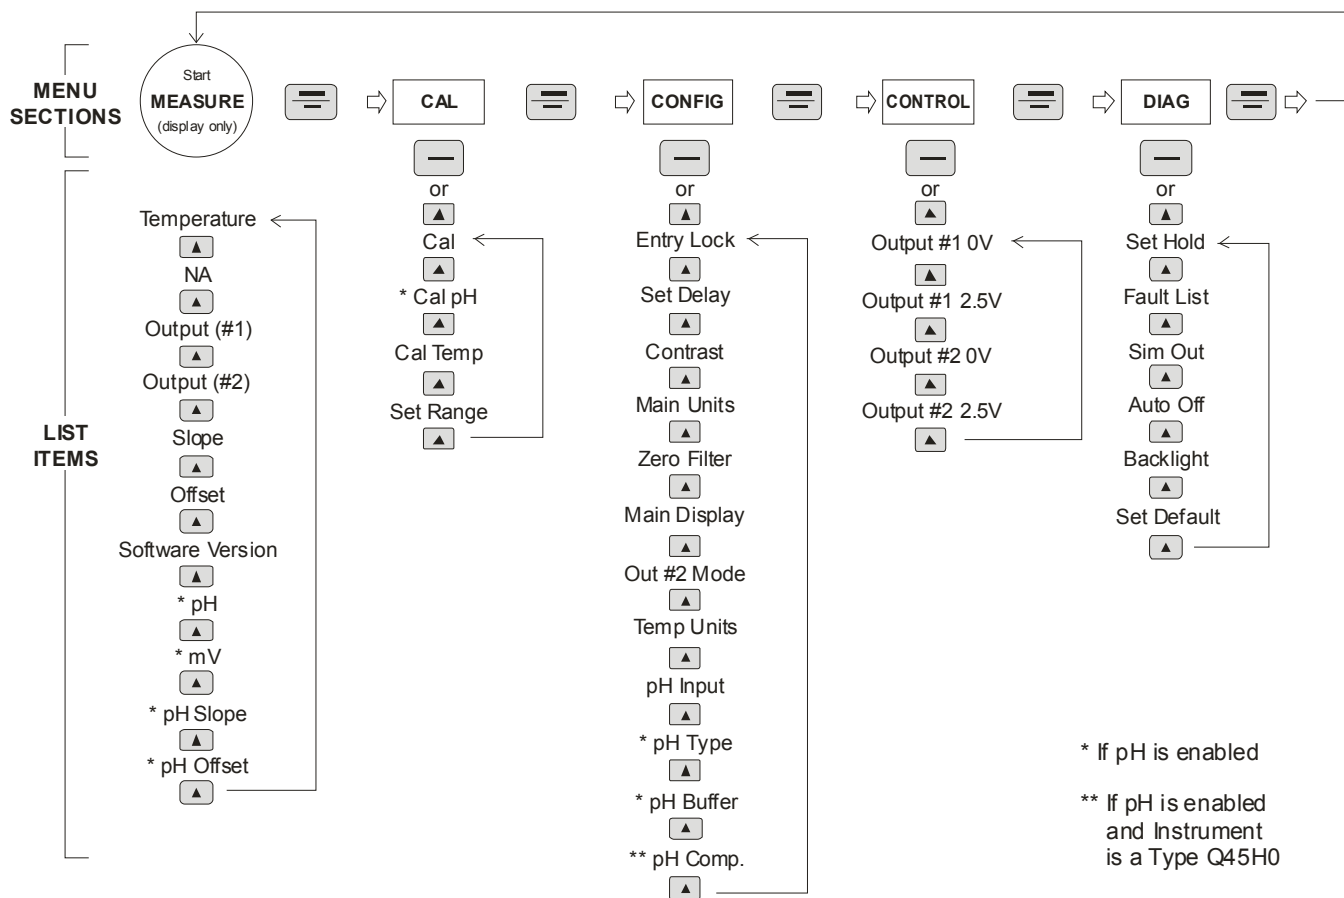 MENU
SECTIONS
Start
MEASURE
(display only)
CAL
CONFIG
CONTROL
DIAG
LIST
ITEMS
Temperature
NA
Output (#1)
Output (#2)
Slope
Offset
Software Version
* pH
* mV
* pH Slope
* pH Offset
or
Cal
* Cal pH
Cal Temp
Set Range
or
Entry Lock
Set Delay
Contrast
Main Units
Zero Filter
Main Display
Out #2 Mode
Temp Units
pH Input
* pH Type
* pH Buffer
** pH Comp.
or
Output #1 0V
Output #1 2.5V
Output #2 0V
Output #2 2.5V
or
Set Hold
Fault List
Sim Out
Auto Off
Backlight
Set Default
* If pH is enabled
** If pH is enabled
and Instrument
is a Type Q45H0